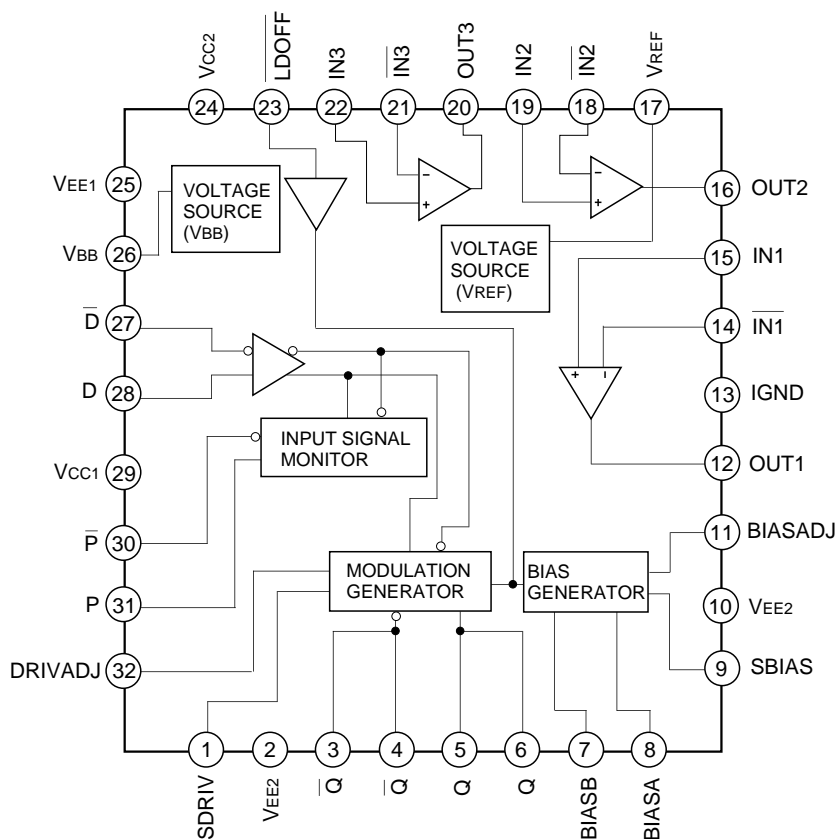 VCC2
LDOFF
IN3
IN3
OUT3
IN2
IN2
VREF
24
23
22
21
20
19
18
17
VEE1
25
VOLTAGE
SOURCE
(VBB)
-
+
-
+
16
OUT2
VBB
26
VOLTAGE
SOURCE
(VREF)
15
IN1
D
27
14
IN1
+
-
D
28
13
IGND
INPUT SIGNAL
MONITOR
VCC1
29
12
OUT1
P
30
11
BIASADJ
MODULATION
GENERATOR
BIAS
GENERATOR
P
31
10
VEE2
DRIVADJ
32
9
SBIAS
1
2
3
4
5
6
7
8
SDRIV
VEE2
Q
Q
Q
Q
BIASB
BIASA